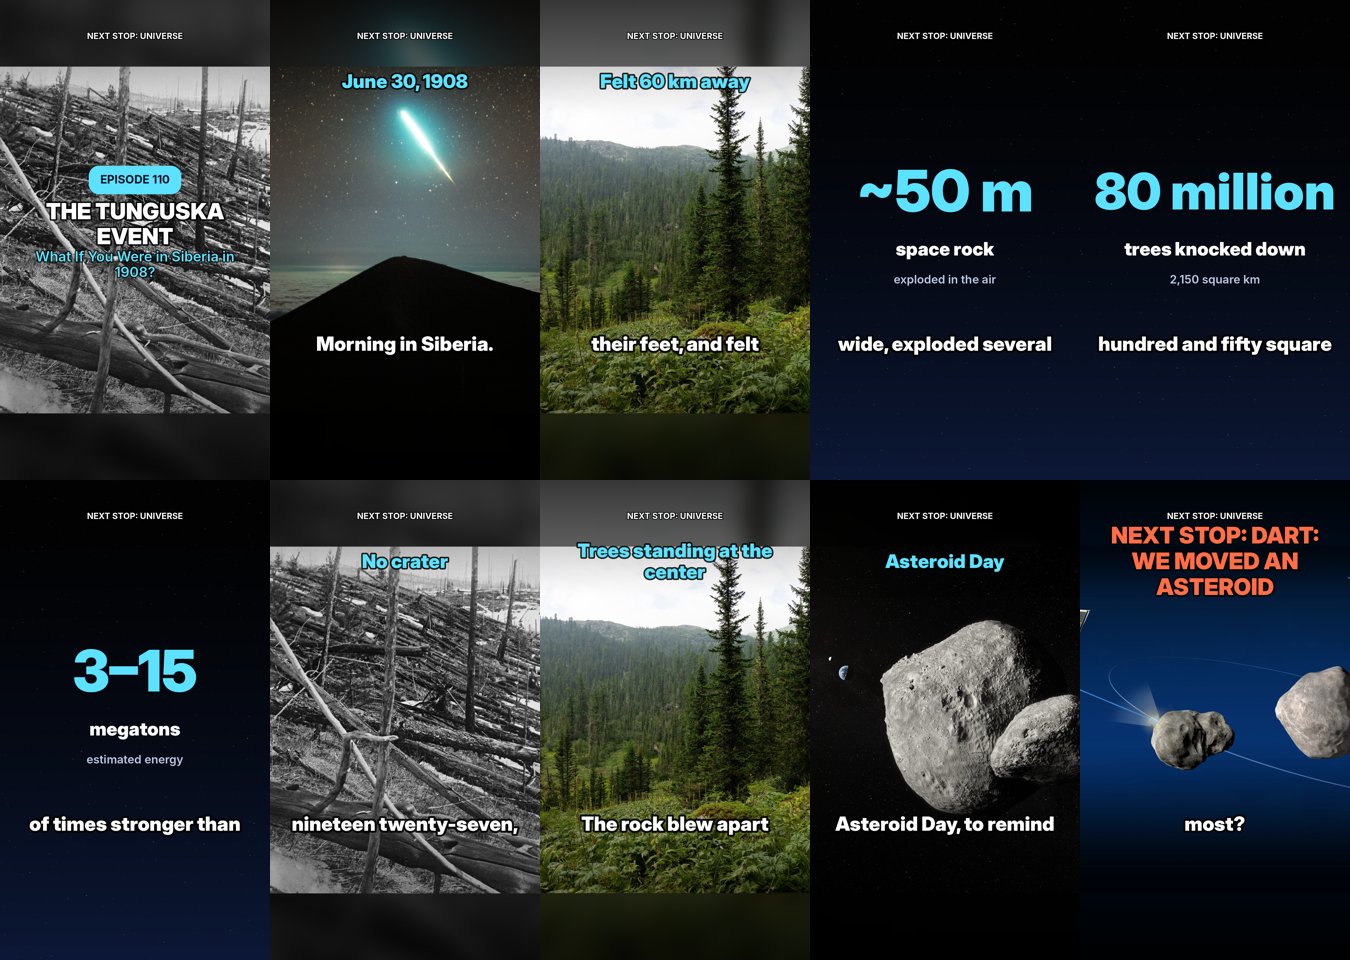 NEXT STOP: UNIVERSE
EPISODE 110
THE TUNGUSKA
EVENT
What If You Were in Siberia in
1908?
NEXT STOP: UNIVERSE
June 30, 1908
Morning in Siberia.
NEXT STOP: UNIVERSE
Felt 60 km away
their feet, and felt
NEXT STOP: UNIVERSE
~50 m
space rock
exploded in the air
wide, exploded several
NEXT STOP: UNIVERSE
80 million
trees knocked down
2,150 square km
hundred and fifty square
NEXT STOP: UNIVERSE
3–15
megatons
estimated energy
of times stronger than
NEXT STOP: UNIVERSE
No crater
nineteen twenty-seven,
NEXT STOP: UNIVERSE
Trees standing at the
center
The rock blew apart
NEXT STOP: UNIVERSE
Asteroid Day
Asteroid Day, to remind
NEXT STOP: UNIVERSE
NEXT STOP: DART:
WE MOVED AN
ASTEROID
most?